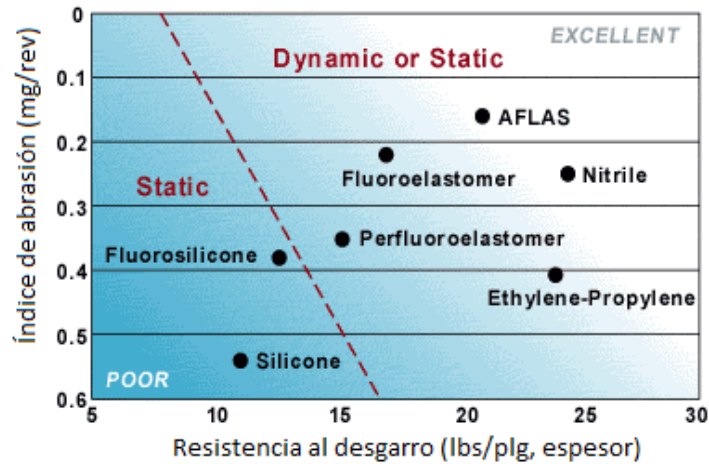 Índice de abrasión (mg/rev)
0
0.1
0.2
0.3
0.4
0.5
0.6
EXCELLENT
Dynamic or Static
AFLAS
Fluoroelastomer
Nitrile
Static
Perfluoroelastomer
Fluorosilicone
Ethylene-Propylene
Silicone
POOR
5
10
15
20
25
30
Resistencia al desgarro (lbs/plg, espesor)